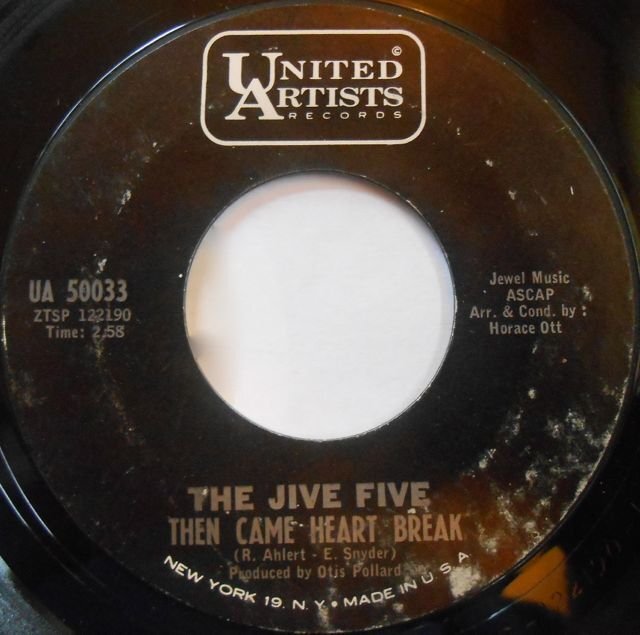 ©
UNITED
ARTISTS
RECORDS
UA 50033
ZTSP 122190
Time: 2:58
Jewel Music
ASCAP
Arr. & Cond. by:
Horace Ott
THE JIVE FIVE
THEN CAME HEART BREAK
(R. Ahlert - E. Snyder)
Produced by Otis Pollard
NEW YORK 19, N.Y. • MADE IN U S A